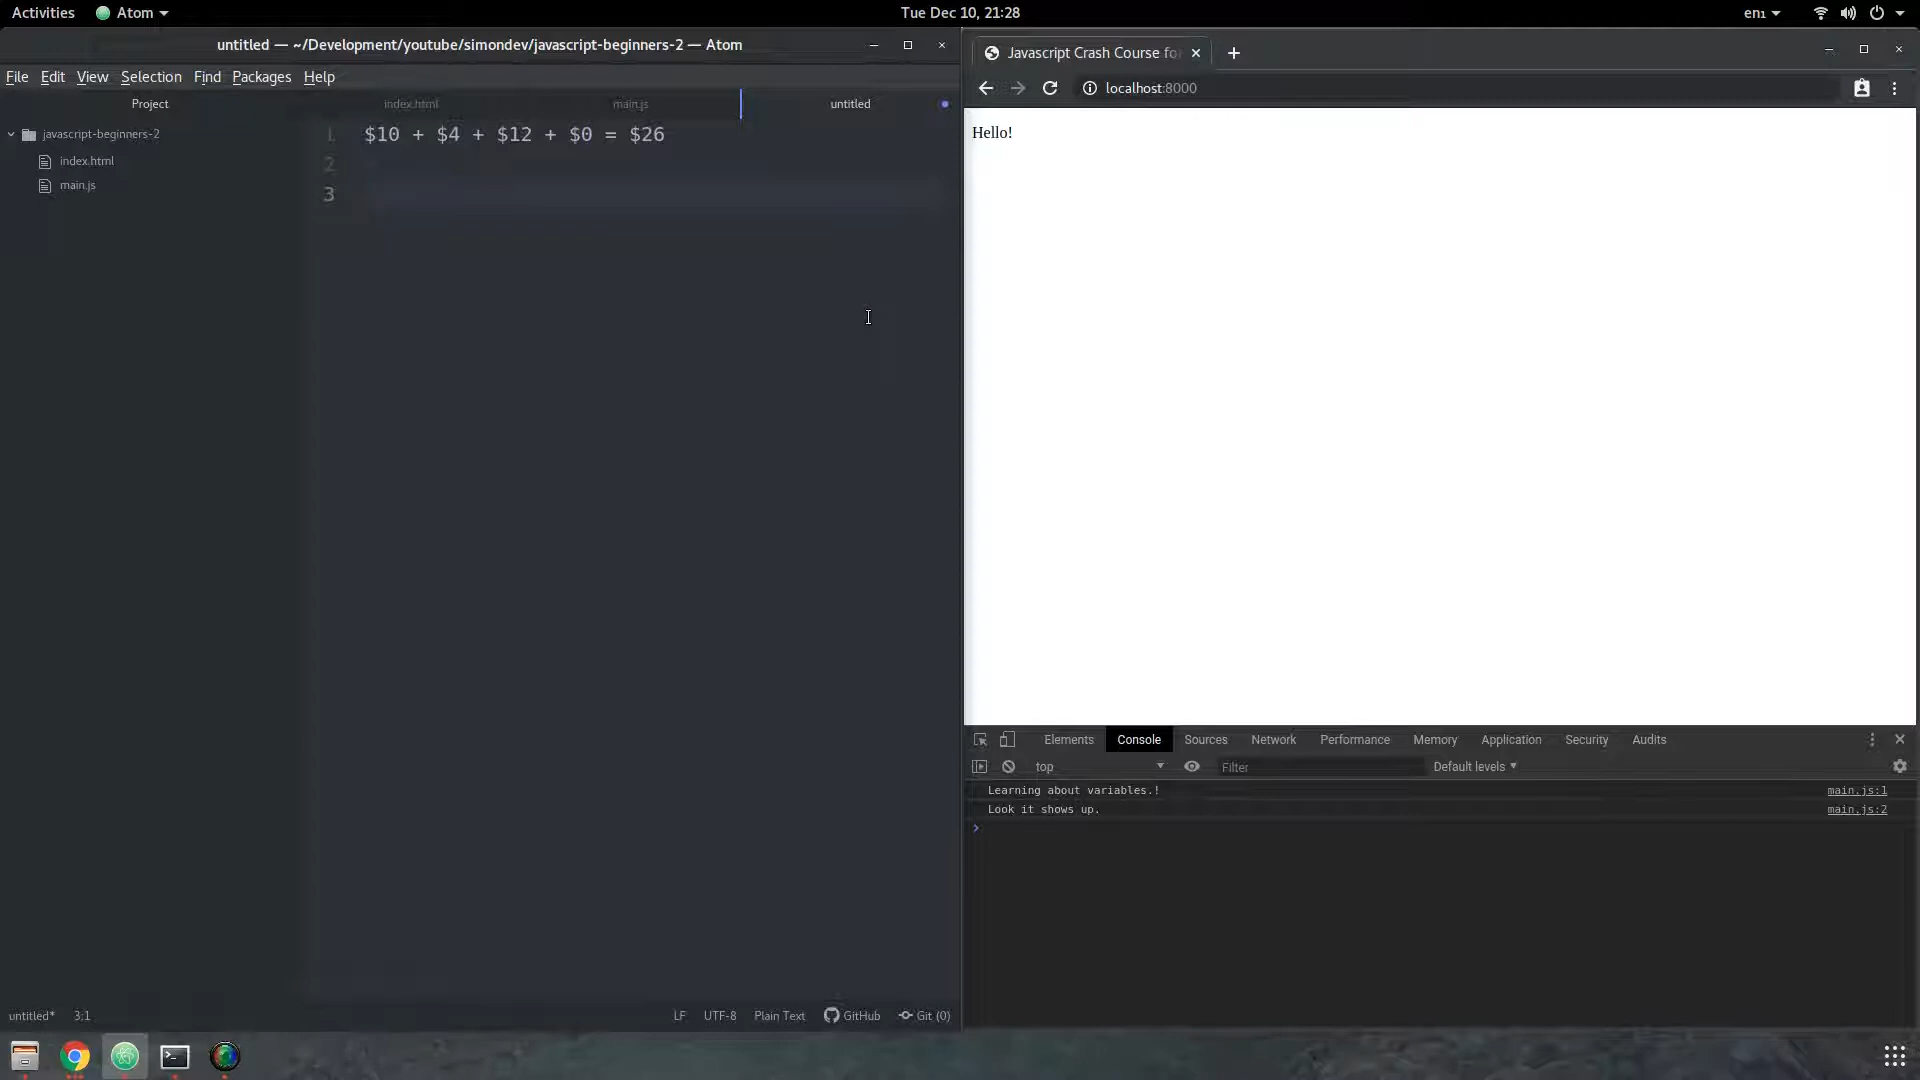 Activities Atom Tue Dec 10, 21:28 en₁
untitled — ~/Development/youtube/simondev/javascript-beginners-2 — Atom
File Edit View Selection Find Packages Help
Project index.html main.js untitled
javascript-beginners-2
index.html
main.js
1 $10 + $4 + $12 + $0 = $26
2
3
untitled* 3:1 LF UTF-8 Plain Text GitHub Git (0)
Javascript Crash Course fo
localhost:8000
Hello!
Elements Console Sources Network Performance Memory Application Security Audits
top Filter Default levels
Learning about variables.! main.js:1
Look it shows up. main.js:2